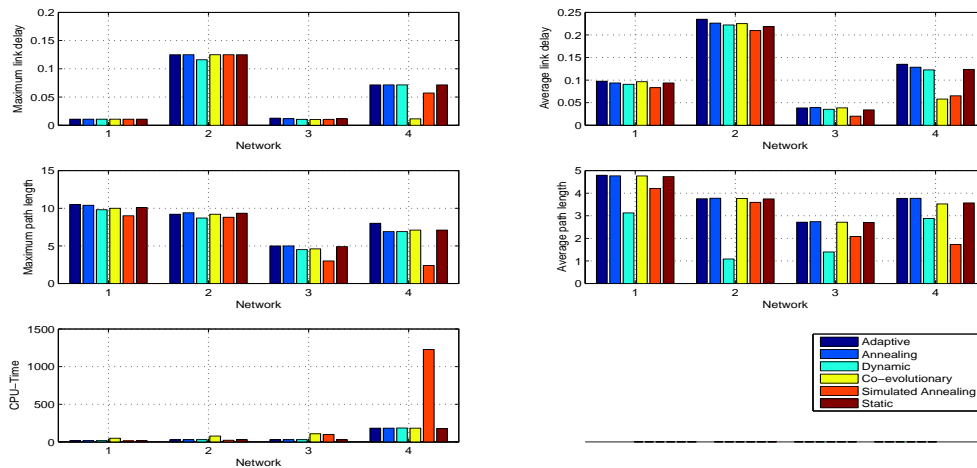 Maximum link delay
0.2
0.15
0.1
0.05
0
1 2 3 4
Network
Average link delay
0.25
0.2
0.15
0.1
0.05
0
1 2 3 4
Network
Maximum path length
15
10
5
0
1 2 3 4
Network
Average path length
5
4
3
2
1
0
1 2 3 4
Network
CPU−Time
1500
1000
500
0
1 2 3 4
Network
Adaptive
Annealing
Dynamic
Co−evolutionary
Simulated Annealing
Static